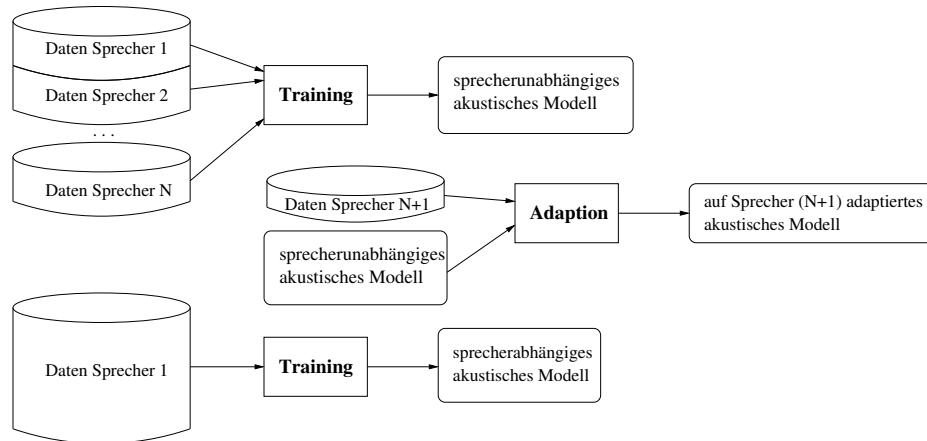 Daten Sprecher 1
Daten Sprecher 2
. . .
Daten Sprecher N
Training
sprecherunabhängiges
akustisches Modell
Daten Sprecher N+1
sprecherunabhängiges
akustisches Modell
Adaption
auf Sprecher (N+1) adaptiertes
akustisches Modell
Daten Sprecher 1
Training
sprecherabhängiges
akustisches Modell